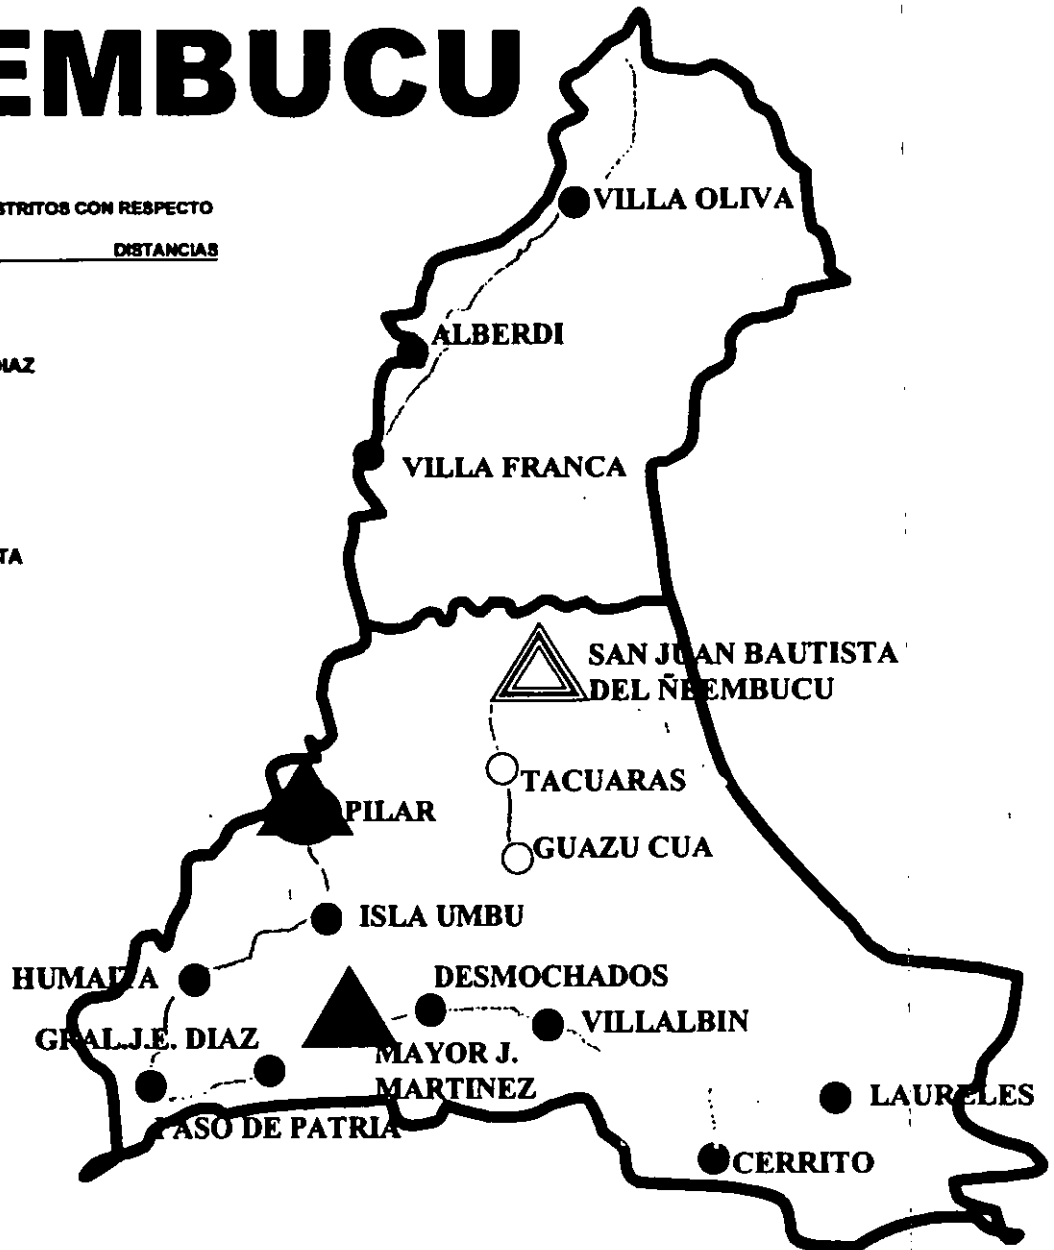 EMBUCU
STRITOS CON RESPECTO
DISTANCIAS
VILLA OLIVA
ALBERDI
DIAZ
VILLA FRANCA
TA
SAN JUAN BAUTISTA
DEL ÑEEMBUCU
TACUARAS
PILAR
GUAZU CUA
ISLA UMBU
HUMAITA
DESMOCHADOS
VILLALBIN
GRAL.J.E. DIAZ
MAYOR J.
MARTINEZ
LAURELES
PASO DE PATRIA
CERRITO